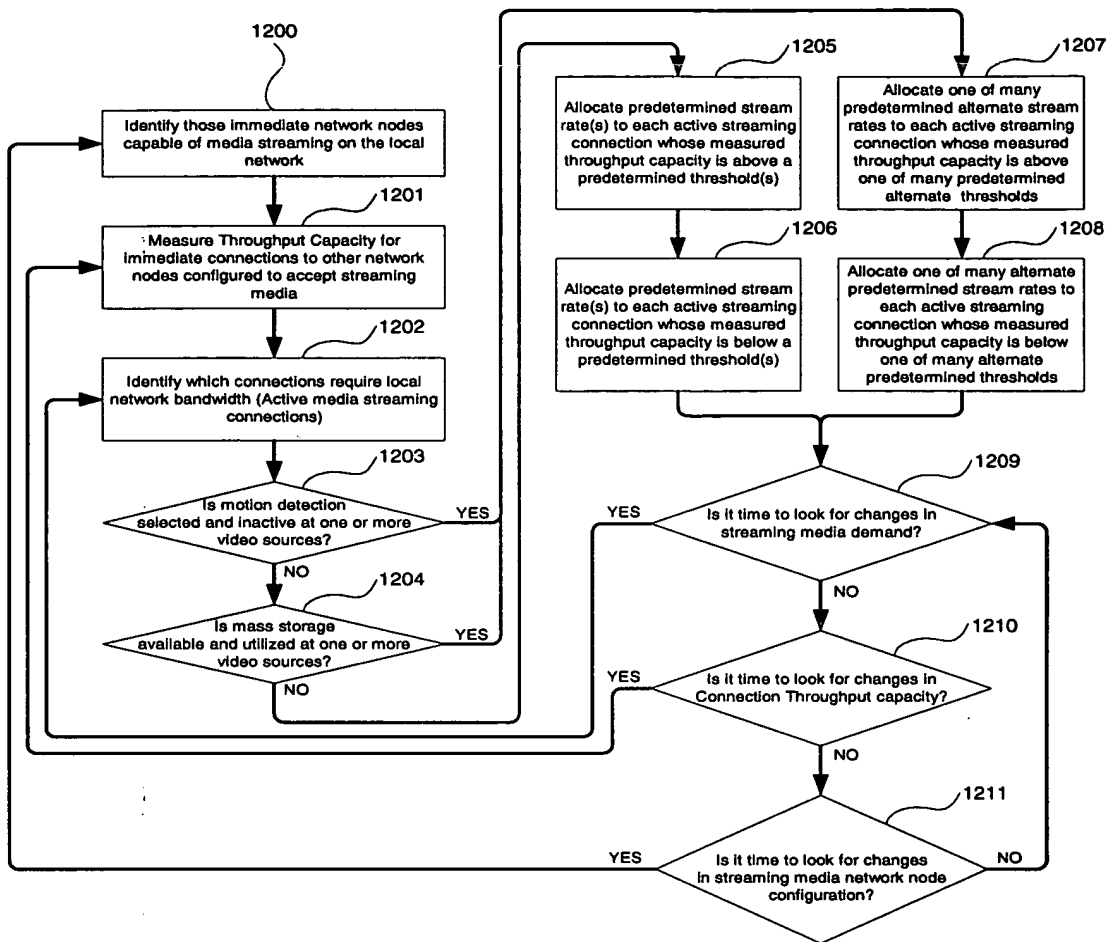 1200
Identify those immediate network nodes
capable of media streaming on the local
network
1201
Measure Throughput Capacity for
immediate connections to other network
nodes configured to accept streaming
media
1202
Identify which connections require local
network bandwidth (Active media streaming
connections)
1203
Is motion detection
selected and inactive at one or more
video sources?
YES
NO
1204
Is mass storage
available and utilized at one or more
video sources?
YES
NO
1205
Allocate predetermined stream
rate(s) to each active streaming
connection whose measured
throughput capacity is above a
predetermined threshold(s)
1206
Allocate predetermined stream
rate(s) to each active streaming
connection whose measured
throughput capacity is below a
predetermined threshold(s)
1207
Allocate one of many
predetermined alternate stream
rates to each active streaming
connection whose measured
throughput capacity is above
one of many predetermined
alternate thresholds
1208
Allocate one of many alternate
predetermined stream rates to
each active streaming
connection whose measured
throughput capacity is below
one of many alternate
predetermined thresholds
1209
YES
Is it time to look for changes in
streaming media demand?
NO
1210
YES
Is it time to look for changes in
Connection Throughput capacity?
NO
1211
YES
Is it time to look for changes
in streaming media network node
configuration?
NO